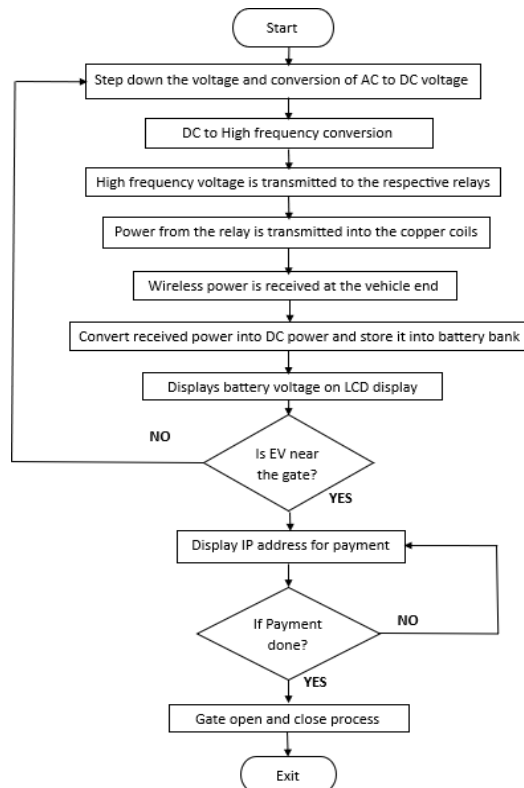 Start
Step down the voltage and conversion of AC to DC voltage
DC to High frequency conversion
High frequency voltage is transmitted to the respective relays
Power from the relay is transmitted into the copper coils
Wireless power is received at the vehicle end
Convert received power into DC power and store it into battery bank
Displays battery voltage on LCD display
NO
Is EV near
the gate?
YES
Display IP address for payment
If Payment
done?
NO
YES
Gate open and close process
Exit